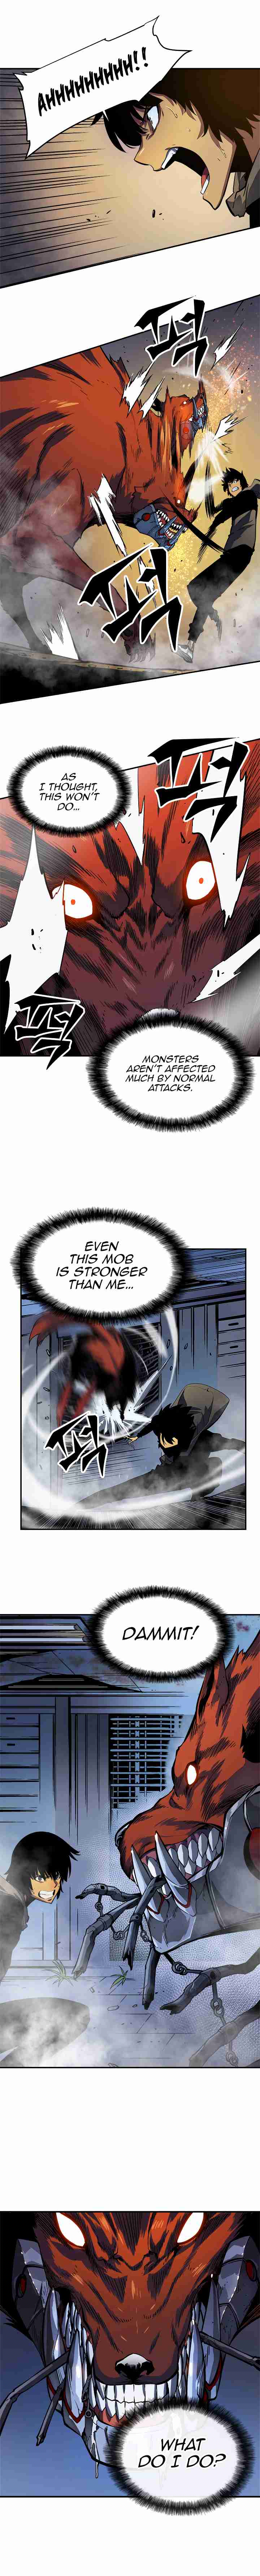 AHHHHHHHHH!!
퍽
퍽
퍽
AS
I THOUGHT,
THIS WON'T
DO...
퍽
MONSTERS
AREN'T AFFECTED
MUCH BY NORMAL
ATTACKS.
EVEN
THIS MOB
IS STRONGER
THAN ME...
퍽
DAMMIT!
WHAT
DO I DO?